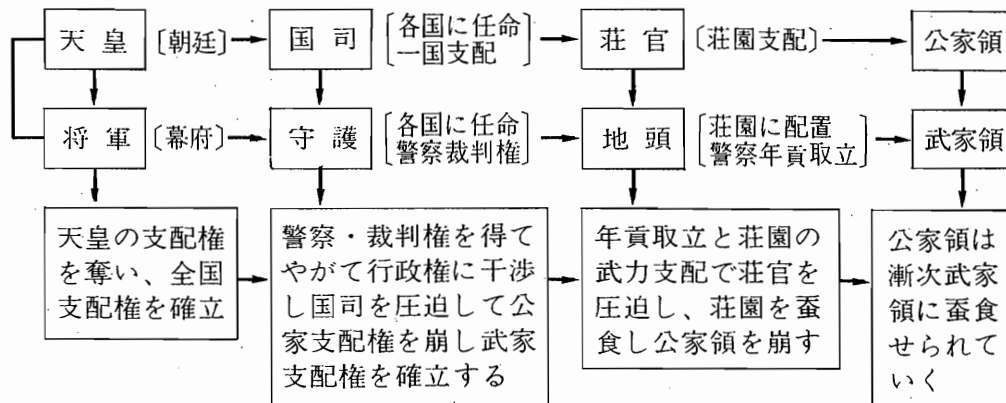 天皇
〔朝廷〕
国司
各国に任命
一国支配
荘官
〔荘園支配〕
公家領
将軍
〔幕府〕
守護
各国に任命
警察裁判権
地頭
荘園に配置
警察年貢取立
武家領
天皇の支配権
を奪い、全国
支配権を確立
警察・裁判権を得て
やがて行政権に干渉
し国司を圧迫して公
家支配権を崩し武家
支配権を確立する
年貢取立と荘園の
武力支配で荘官を
圧迫し、荘園を蚕
食し公家領を崩す
公家領は
漸次武家
領に蚕食
せられて
いく